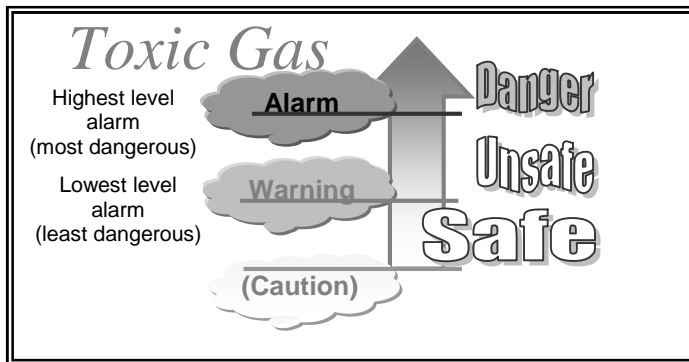 Toxic Gas
Highest level
alarm
(most dangerous)
Alarm
Danger
Lowest level
alarm
(least dangerous)
Warning
Unsafe
Safe
(Caution)